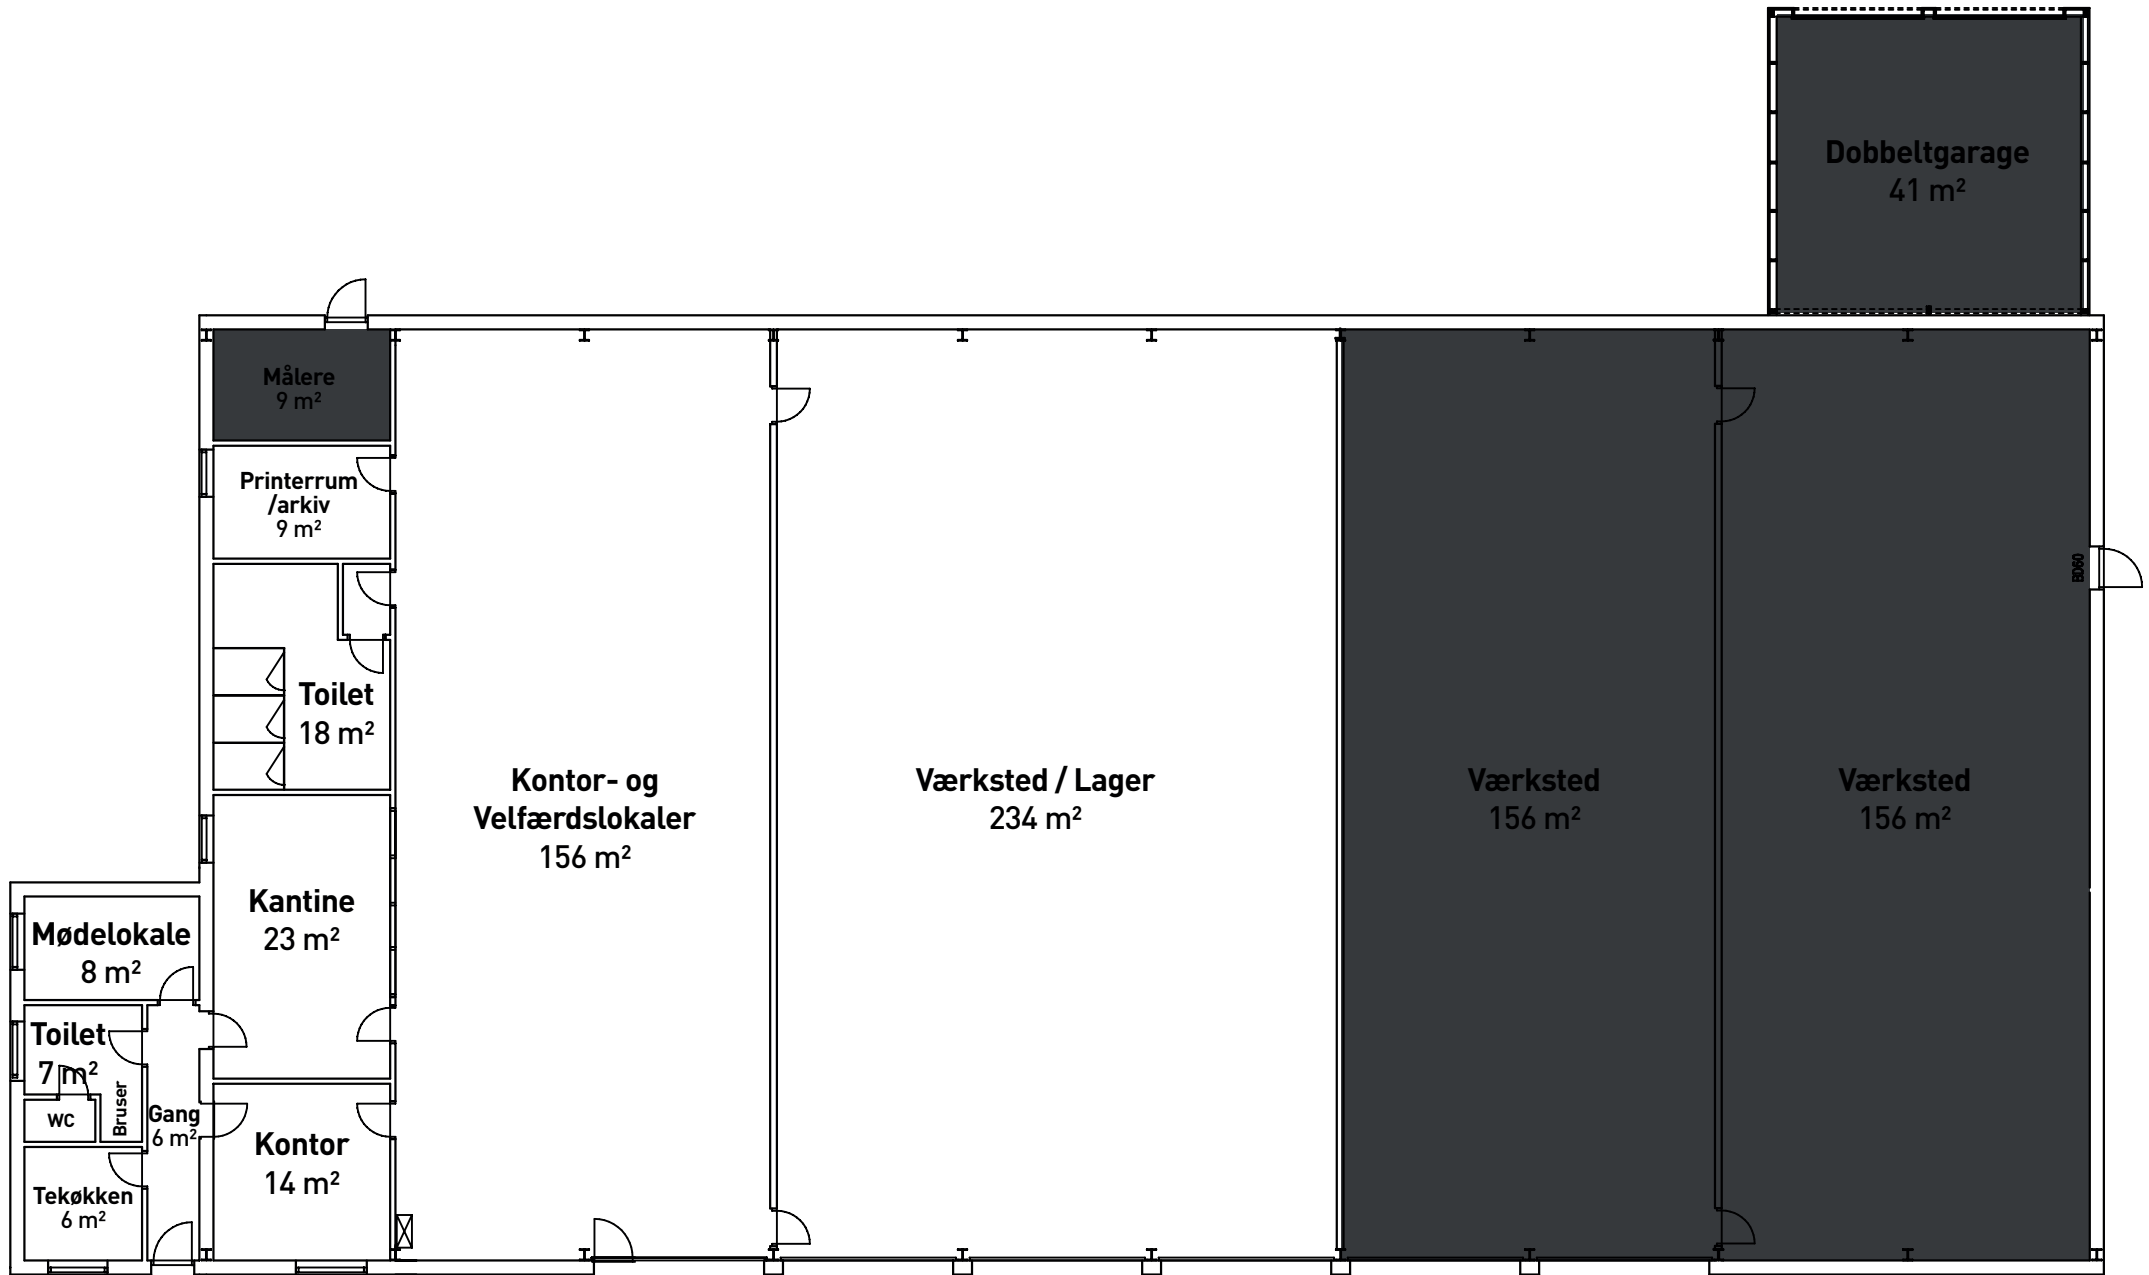 Dobbeltgarage
41 m²
Målere
9 m²
Printerrum
/arkiv
9 m²
BD60
Toilet
18 m²
Kontor- og
Velfærdslokaler
156 m²
Værksted / Lager
234 m²
Værksted
156 m²
Værksted
156 m²
Kantine
23 m²
Mødelokale
8 m²
Toilet
7 m²
Bruser
WC
Gang
6 m²
Kontor
14 m²
Tekøkken
6 m²